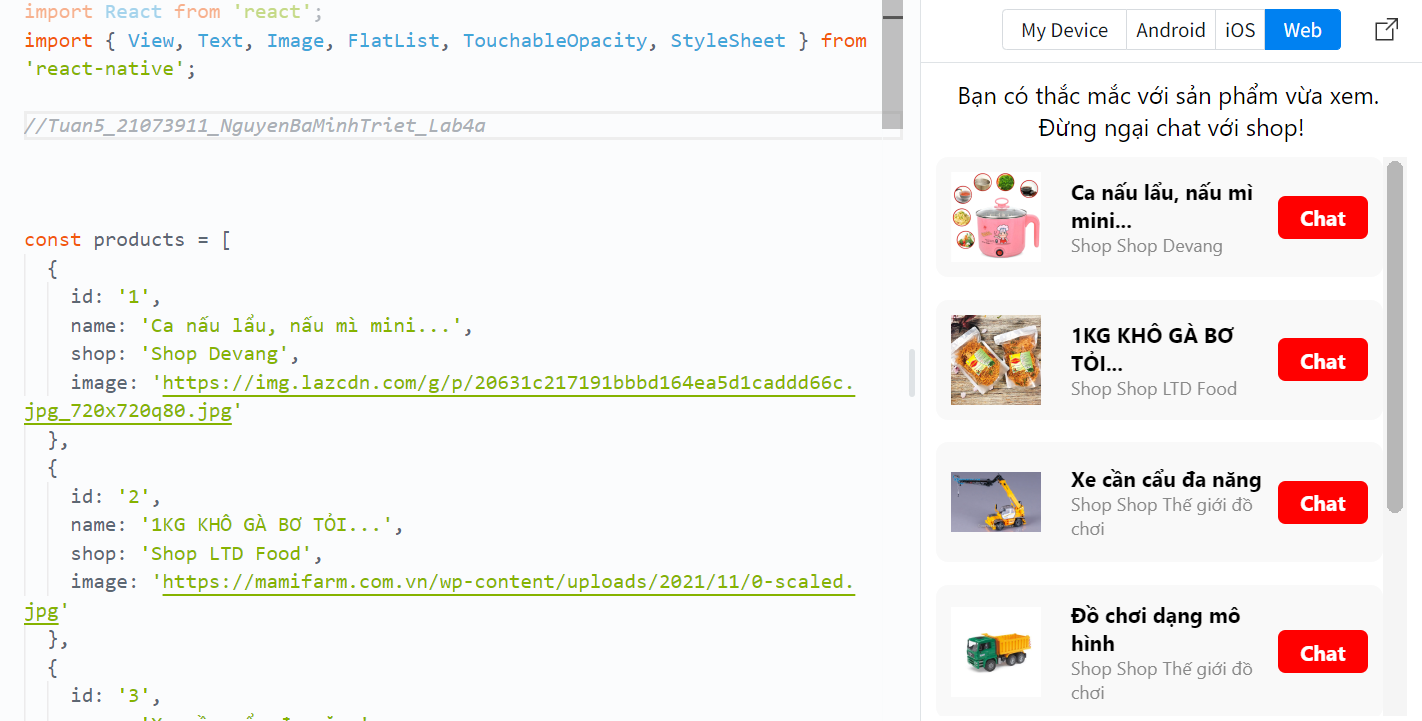 import React from 'react';
import { View, Text, Image, FlatList, TouchableOpacity, StyleSheet } from
'react-native';
//Tuan5_21073911_NguyenBaMinhTriet_Lab4a
const products = [
{
id: '1',
name: 'Ca nấu lẩu, nấu mì mini...',
shop: 'Shop Devang',
image: 'https://img.lazcdn.com/g/p/20631c217191bbbd164ea5d1caddd66c.
jpg_720x720q80.jpg'
},
{
id: '2',
name: '1KG KHÔ GÀ BƠ TỎI...',
shop: 'Shop LTD Food',
image: 'https://mamifarm.com.vn/wp-content/uploads/2021/11/0-scaled.
jpg'
},
{
id: '3',
My Device Android iOS Web
Bạn có thắc mắc với sản phẩm vừa xem.
Đừng ngại chat với shop!
Ca nấu lẩu, nấu mì
mini...
Shop Shop Devang
Chat
1KG KHÔ GÀ BƠ
TỎI...
Shop Shop LTD Food
Chat
Xe cần cẩu đa năng
Shop Shop Thế giới đồ
chơi
Chat
Đồ chơi dạng mô
hình
Shop Shop Thế giới đồ
chơi
Chat